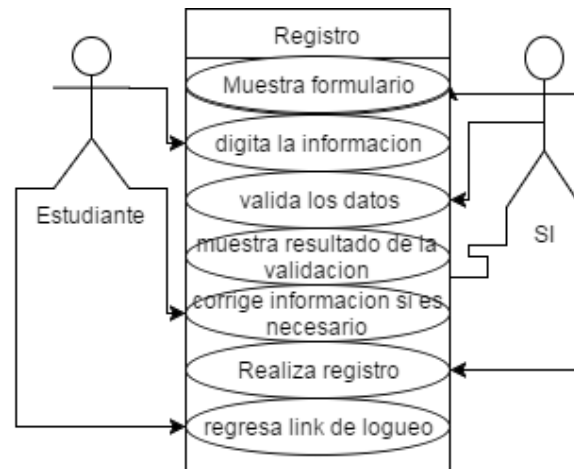 Registro
Muestra formulario
digita la informacion
valida los datos
Estudiante
SI
muestra resultado de la
validacion
corrige informacion si es
necesario
Realiza registro
regresa link de logueo